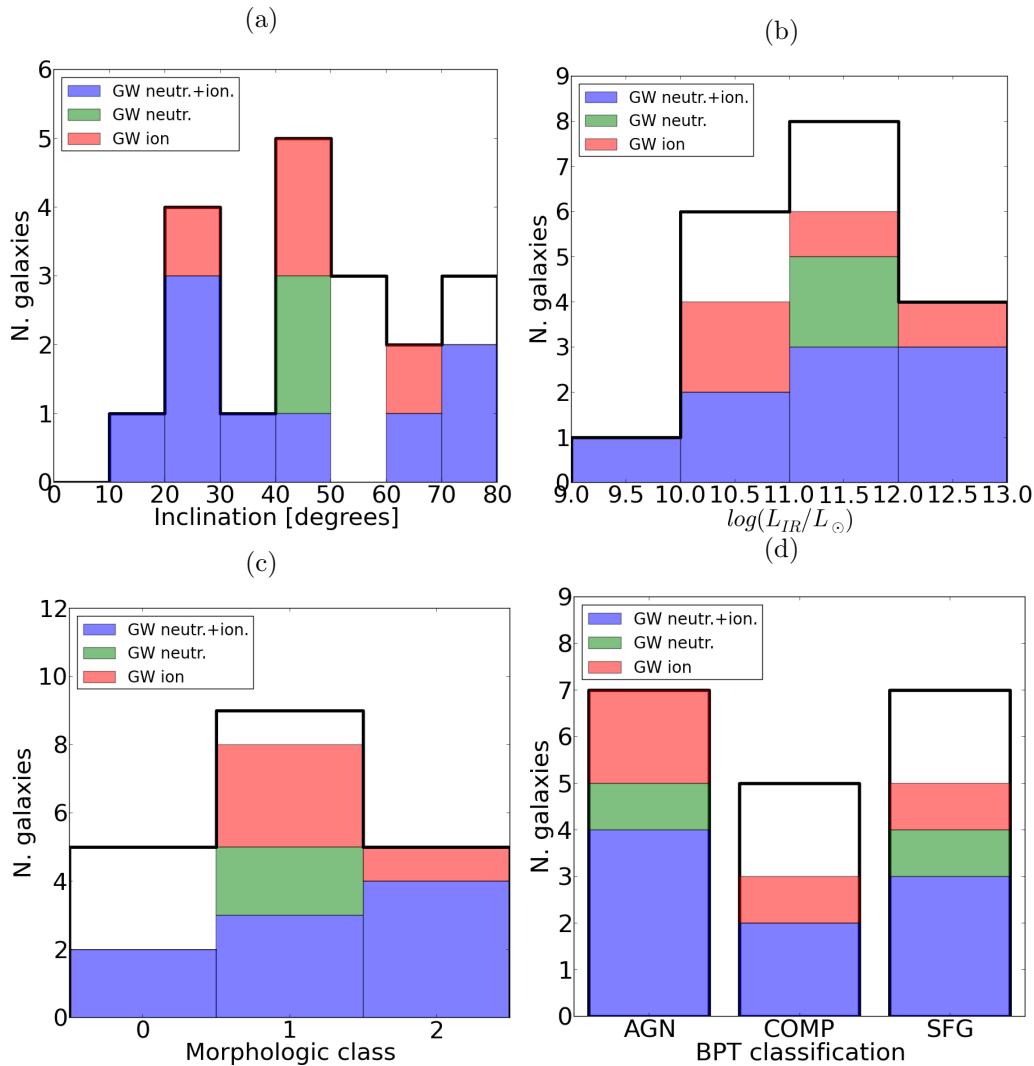 (a)
6
5
4
3
2
1
0
N. galaxies
GW neutr.+ion.
GW neutr.
GW ion
0 10 20 30 40 50 60 70 80
Inclination [degrees]
(b)
9
8
7
6
5
4
3
2
1
0
N. galaxies
GW neutr.+ion.
GW neutr.
GW ion
9.0 9.5 10.0 10.5 11.0 11.5 12.0 12.5 13.0
log(L_{IR}/L_⊙)
(c)
12
10
8
6
4
2
0
N. galaxies
GW neutr.+ion.
GW neutr.
GW ion
0 1 2
Morphologic class
(d)
9
8
7
6
5
4
3
2
1
0
N. galaxies
GW neutr.+ion.
GW neutr.
GW ion
AGN COMP SFG
BPT classification